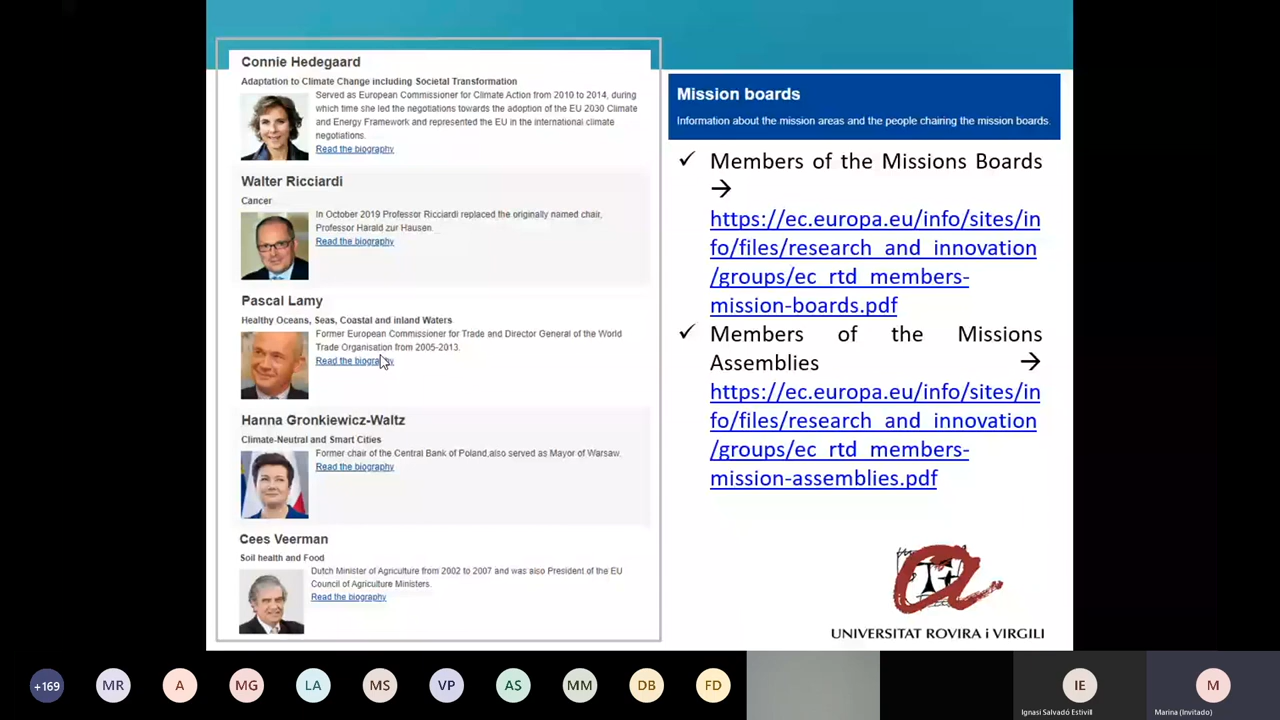 Connie Hedegaard
Adaptation to Climate Change including Societal Transformation
Served as European Commissioner for Climate Action from 2010 to 2014, during
which time she led the negotiations towards the adoption of the EU 2030 Climate
and Energy Framework and represented the EU in the international climate
negotiations.
Read the biography
Walter Ricciardi
Cancer
In October 2019 Professor Ricciardi replaced the originally named chair,
Professor Harald zur Hausen.
Read the biography
Pascal Lamy
Healthy Oceans, Seas, Coastal and inland Waters
Former European Commissioner for Trade and Director General of the World
Trade Organisation from 2005-2013.
Read the biography
Hanna Gronkiewicz-Waltz
Climate-Neutral and Smart Cities
Former chair of the Central Bank of Poland,also served as Mayor of Warsaw.
Read the biography
Cees Veerman
Soil health and Food
Dutch Minister of Agriculture from 2002 to 2007 and was also President of the EU
Council of Agriculture Ministers.
Read the biography
Mission boards
Information about the mission areas and the people chairing the mission boards.
✓ Members of the Missions Boards
→
https://ec.europa.eu/info/sites/in
fo/files/research_and_innovation
/groups/ec_rtd_members-
mission-boards.pdf
✓ Members of the Missions
Assemblies →
https://ec.europa.eu/info/sites/in
fo/files/research_and_innovation
/groups/ec_rtd_members-
mission-assemblies.pdf
UNIVERSITAT ROVIRA i VIRGILI
+169 MR A MG LA MS VP AS MM DB FD IE M
Ignasi Salvadó Estivill Marina (Invitado)